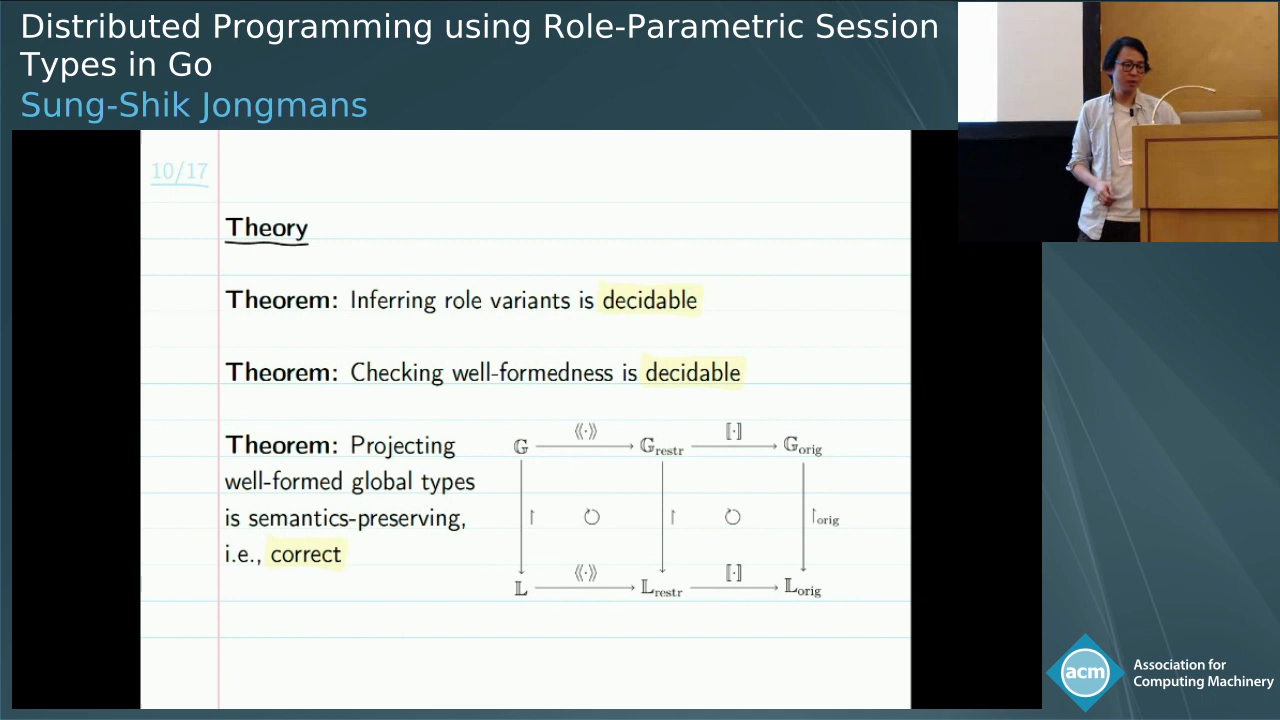 Distributed Programming using Role-Parametric Session
Types in Go
Sung-Shik Jongmans
10/17
Theory
Theorem: Inferring role variants is decidable
Theorem: Checking well-formedness is decidable
Theorem: Projecting
well-formed global types
is semantics-preserving,
i.e., correct
𝔾 ⟪·⟫ 𝔾restr ⟦·⟧ 𝔾orig
↾ ↾ ↾orig
𝕃 ⟪·⟫ 𝕃restr ⟦·⟧ 𝕃orig
acm
Association for
Computing Machinery